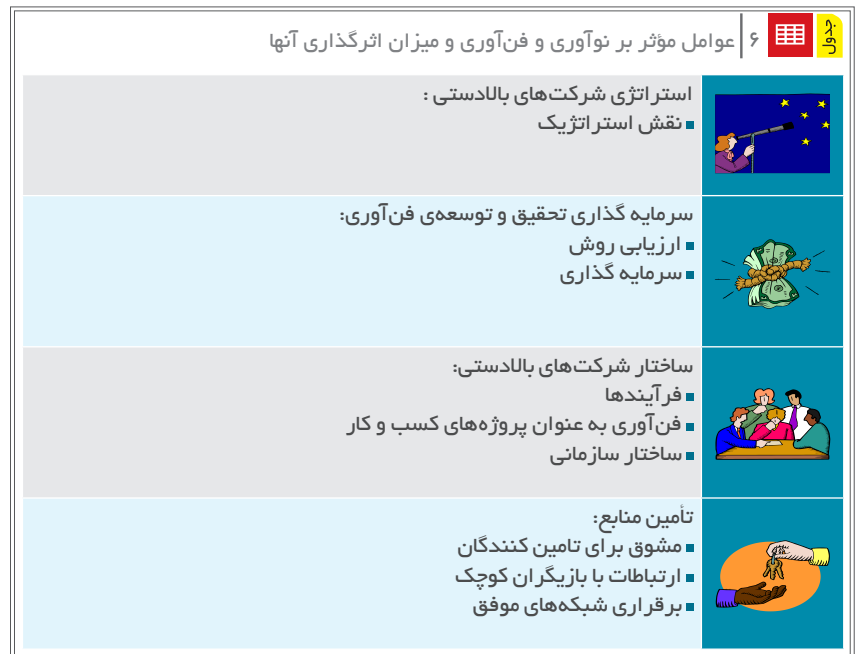 جدول
۶ عوامل مؤثر بر نوآوری و فن‌آوری و میزان اثرگذاری آنها
استراتژی شرکت‌های بالادستی :
■ نقش استراتژیک
سرمایه گذاری تحقیق و توسعه‌ی فن‌آوری:
■ ارزیابی روش
■ سرمایه گذاری
ساختار شرکت‌های بالادستی:
■ فرآیندها
■ فن‌آوری به عنوان پروژه‌های کسب و کار
■ ساختار سازمانی
تأمین منابع:
■ مشوق برای تامین کنندگان
■ ارتباطات با بازیگران کوچک
■ برقراری شبکه‌های موفق